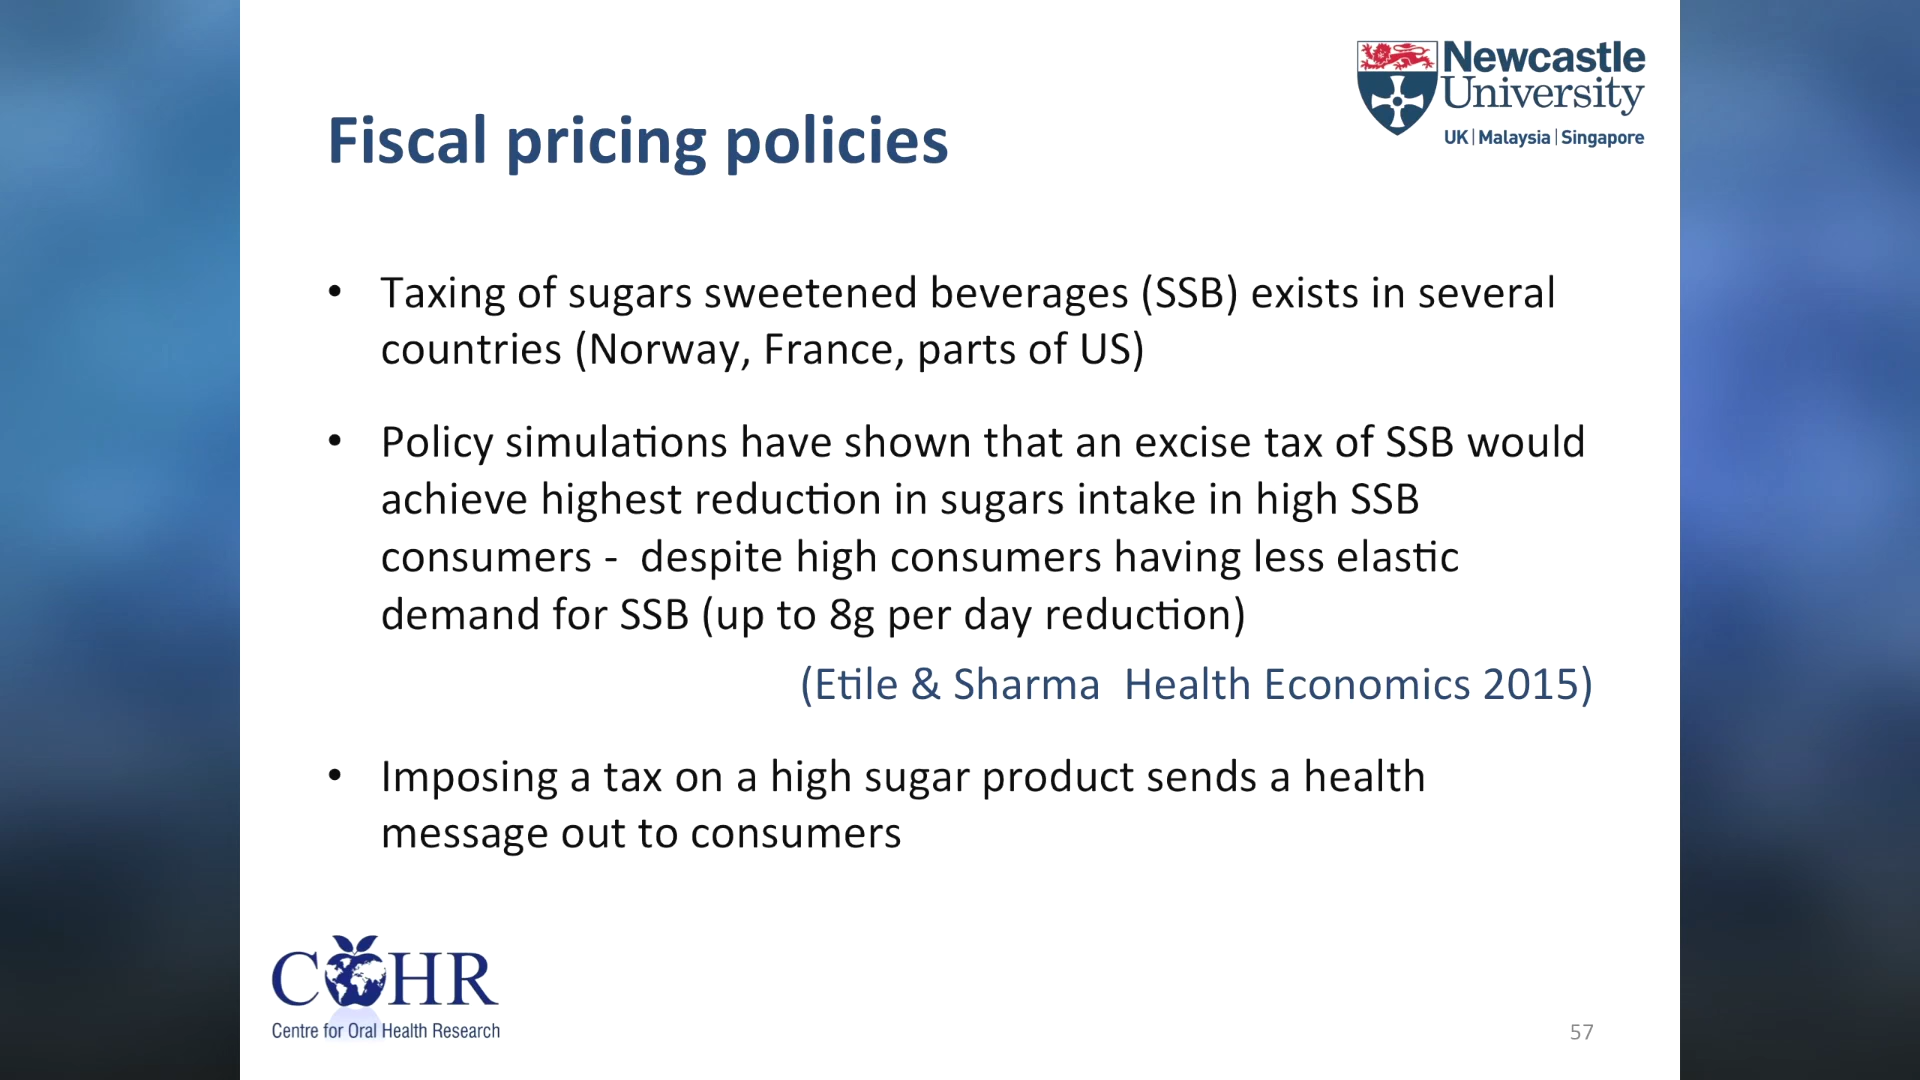 Newcastle
University
UK | Malaysia | Singapore
Fiscal pricing policies
• Taxing of sugars sweetened beverages (SSB) exists in several
countries (Norway, France, parts of US)
• Policy simulations have shown that an excise tax of SSB would
achieve highest reduction in sugars intake in high SSB
consumers - despite high consumers having less elastic
demand for SSB (up to 8g per day reduction)
(Etile & Sharma Health Economics 2015)
• Imposing a tax on a high sugar product sends a health
message out to consumers
COHR
Centre for Oral Health Research
57